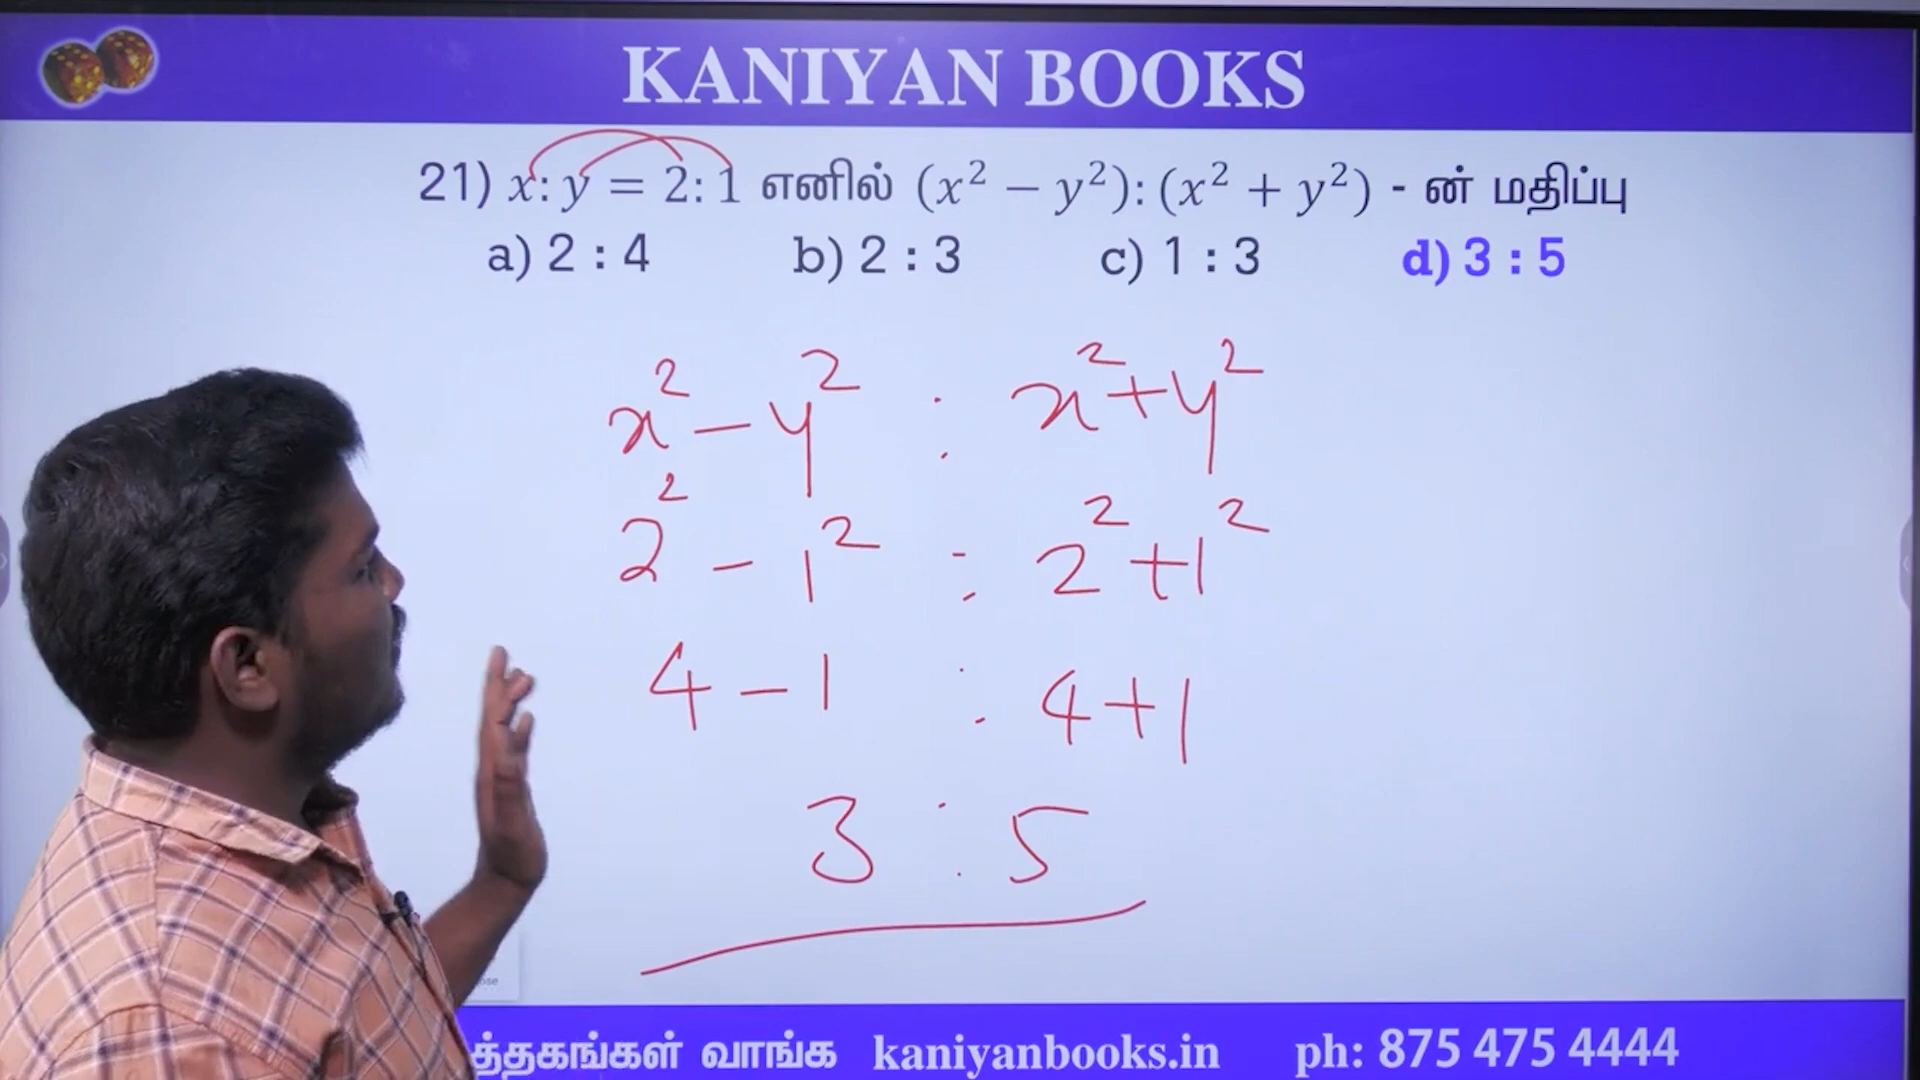 KANIYAN BOOKS
21) x: y = 2: 1 எனில் (x² − y²): (x² + y²) - ன் மதிப்பு
a) 2 : 4 b) 2 : 3 c) 1 : 3 d) 3 : 5
x² − y² : x² + y²
2² − 1² : 2² + 1²
4 − 1 : 4 + 1
3 : 5
வாங்க kaniyanbooks.in ph: 875 475 4444